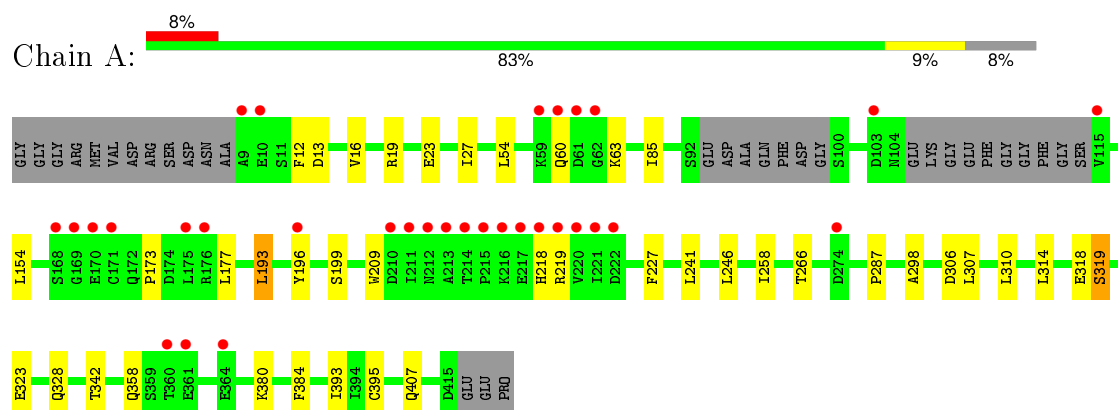 8%
Chain A:
83% 9% 8%
GLY GLY GLY ARG MET VAL ASP ARG SER ASP ASN ALA A9 E10 S11 F12 D13 V16 R19 E23 I27 L54 K59 Q60 D61 G62 K63 I85 S92 GLU ASP ALA GLN PHE ASP GLY S100 D103 N104 GLU LYS GLY GLU PHE GLY GLY PHE GLY SER V115
L154 S168 G169 E170 C171 Q172 P173 D174 L175 R176 L177 L193 Y196 S199 W209 D210 I211 N212 A213 T214 P215 K216 E217 H218 R219 V220 I221 D222 F227 L241 L246 I258 T266 D274 P287 A298 D306 L307 L310 L314 E318 S319
E323 Q328 T342 Q358 S359 T360 E361 E364 K380 F384 I393 I394 C395 Q407 D415 GLU GLU PRO